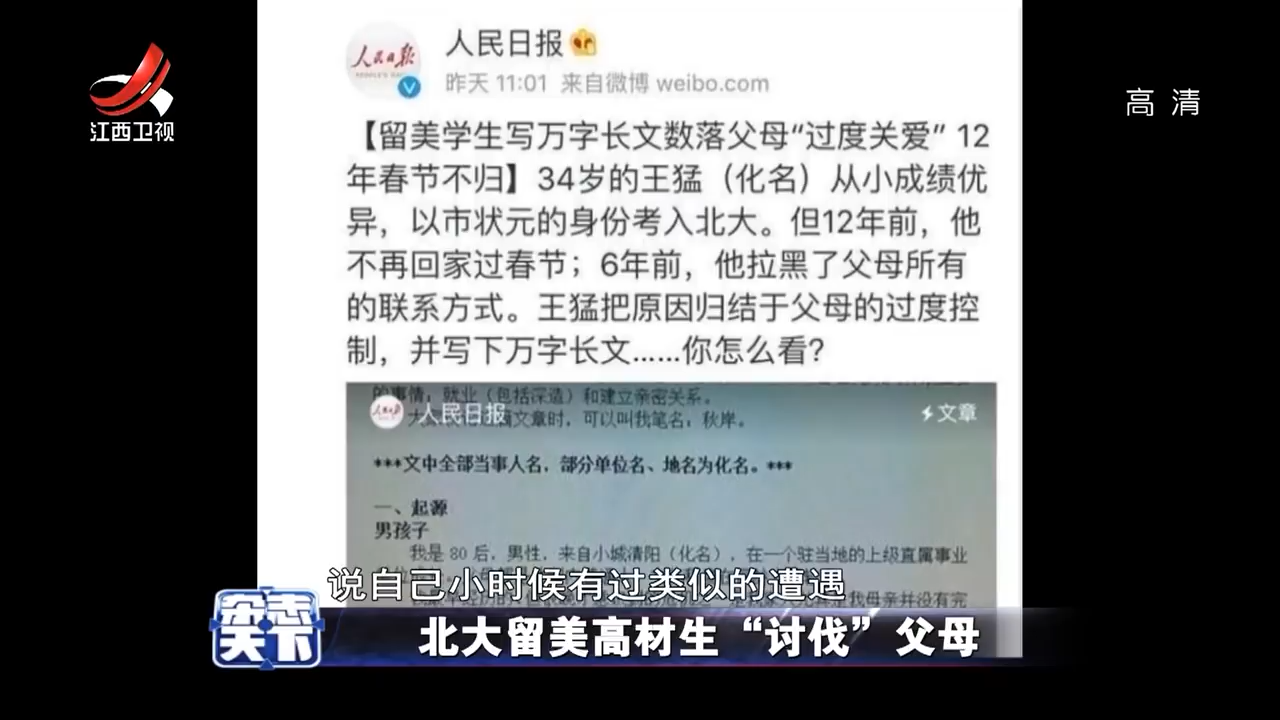 人民日报
昨天 11:01 来自微博 weibo.com
江西卫视
高清
【留美学生写万字长文数落父母“过度关爱” 12
年春节不归】34岁的王猛（化名）从小成绩优
异，以市状元的身份考入北大。但12年前，他
不再回家过春节；6年前，他拉黑了父母所有
的联系方式。王猛把原因归结于父母的过度控
制，并写下万字长文……你怎么看？
的事情：就业（包括深造）和建立亲密关系。
人民日报
文章时，可以叫我笔名：秋岸。
文章
***文中全部当事人名，部分单位名、地名为化名。***
一、起源
男孩子
我是 80 后，男性，来自小城清阳（化名），在一个驻当地的上级直属事业
说自己小时候有过类似的遭遇
杂志天下
北大留美高材生“讨伐”父母